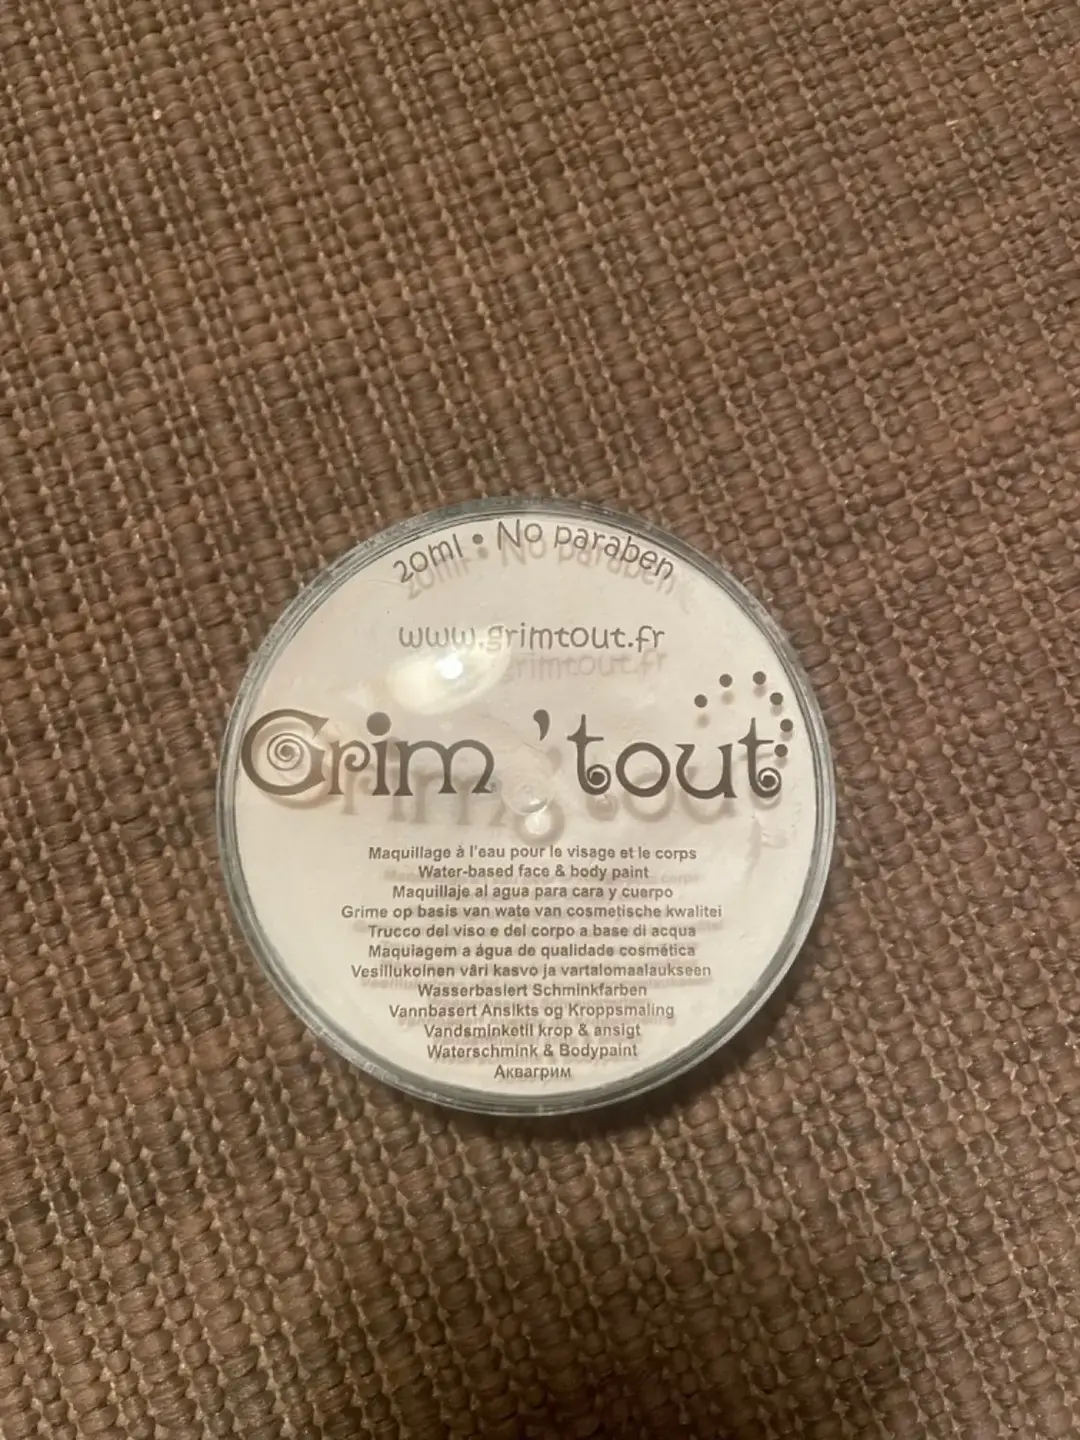 20ml • No paraben
www.grimtout.fr
Grim'tout
Maquillage à l'eau pour le visage et le corps
Water-based face & body paint
Maquillaje al agua para cara y cuerpo
Grime op basis van wate van cosmetische kwalitei
Trucco del viso e del corpo a base di acqua
Maquiagem a água de qualidade cosmética
Vesillukoinen väri kasvo ja vartalomaalaukseen
Wasserbasiert Schminkfarben
Vannbasert Ansikts og Kroppsmaling
Vandsminketil krop & ansigt
Waterschmink & Bodypaint
Аквагрим